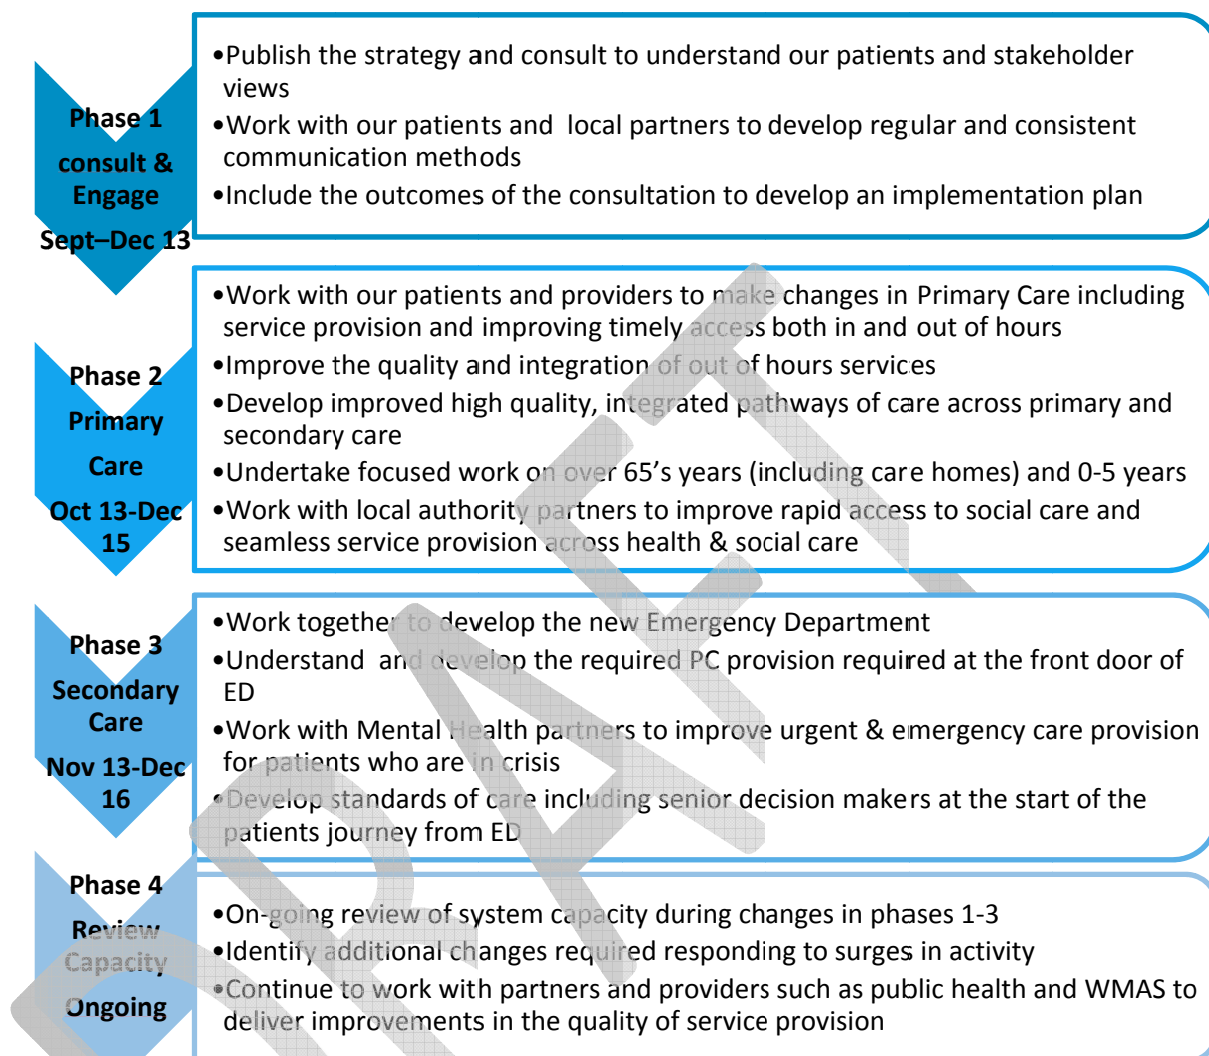 Phase 1
consult &
Engage
Sept–Dec 13
•Publish the strategy and consult to understand our patients and stakeholder
views
•Work with our patients and  local partners to develop regular and consistent
communication methods
•Include the outcomes of the consultation to develop an implementation plan
Phase 2
Primary
Care
Oct 13-Dec
15
•Work with our patients and providers to make changes in Primary Care including
service provision and improving timely access both in and out of hours
•Improve the quality and integration of out of hours services
•Develop improved high quality, integrated pathways of care across primary and
secondary care
•Undertake focused work on over 65's years (including care homes) and 0-5 years
•Work with local authority partners to improve rapid access to social care and
seamless service provision across health & social care
Phase 3
Secondary
Care
Nov 13-Dec
16
•Work together to develop the new Emergency Department
•Understand  and develop the required PC provision required at the front door of
ED
•Work with Mental Health partners to improve urgent & emergency care provision
for patients who are in crisis
•Develop standards of care including senior decision makers at the start of the
patients journey from ED
Phase 4
Review
Capacity
Ongoing
•On-going review of system capacity during changes in phases 1-3
•Identify additional changes required responding to surges in activity
•Continue to work with partners and providers such as public health and WMAS to
deliver improvements in the quality of service provision
DRAFT